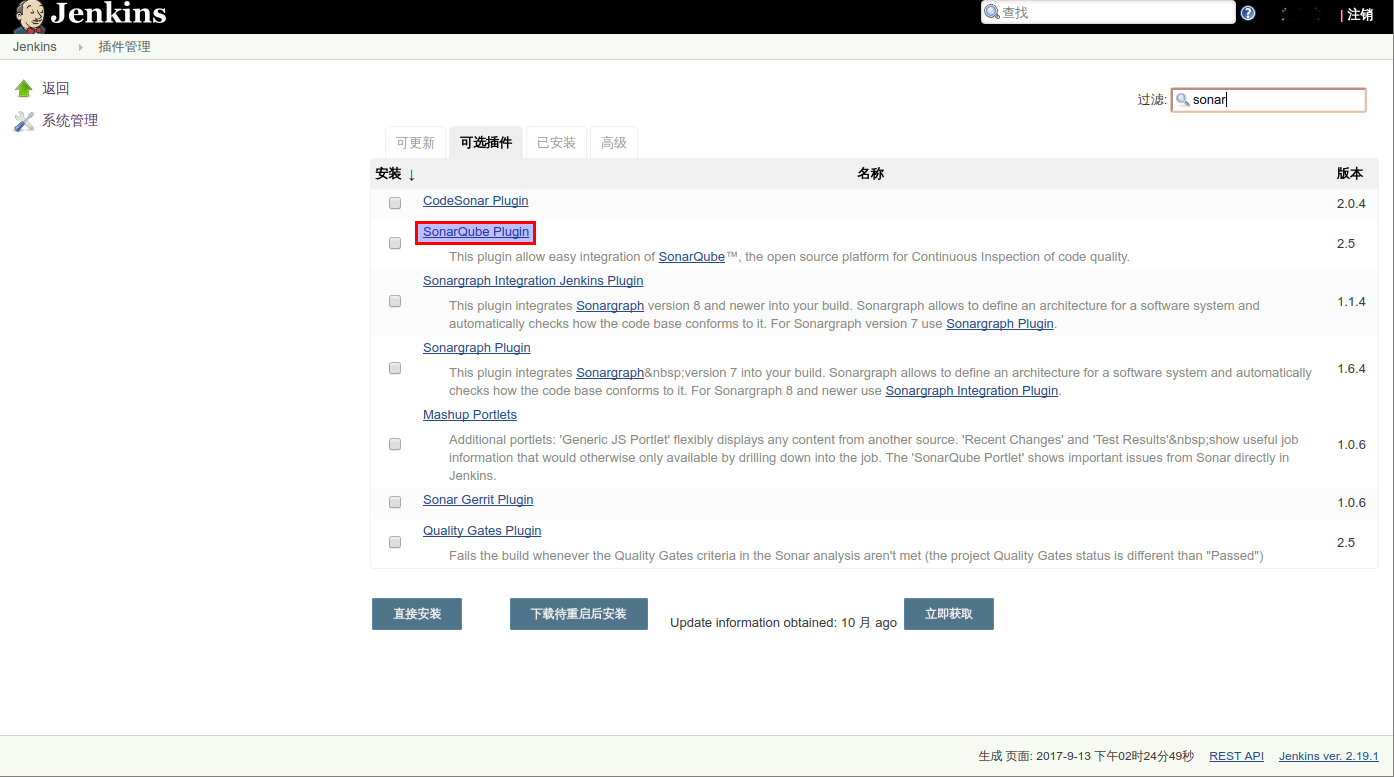 Jenkins
查找
| 注销
Jenkins
插件管理
返回
系统管理
过滤: sonar
可更新 可选插件 已安装 高级
安装 ↓ 名称 版本
CodeSonar Plugin 2.0.4
SonarQube Plugin 2.5
This plugin allow easy integration of SonarQube™, the open source platform for Continuous Inspection of code quality.
Sonargraph Integration Jenkins Plugin 1.1.4
This plugin integrates Sonargraph version 8 and newer into your build. Sonargraph allows to define an architecture for a software system and
automatically checks how the code base conforms to it. For Sonargraph version 7 use Sonargraph Plugin.
Sonargraph Plugin 1.6.4
This plugin integrates Sonargraph&nbsp;version 7 into your build. Sonargraph allows to define an architecture for a software system and automatically
checks how the code base conforms to it. For Sonargraph 8 and newer use Sonargraph Integration Plugin.
Mashup Portlets 1.0.6
Additional portlets: 'Generic JS Portlet' flexibly displays any content from another source. 'Recent Changes' and 'Test Results'&nbsp;show useful job
information that would otherwise only available by drilling down into the job. The 'SonarQube Portlet' shows important issues from Sonar directly in
Jenkins.
Sonar Gerrit Plugin 1.0.6
Quality Gates Plugin 2.5
Fails the build whenever the Quality Gates criteria in the Sonar analysis aren't met (the project Quality Gates status is different than "Passed")
直接安装 下载待重启后安装 Update information obtained: 10 月 ago 立即获取
生成 页面: 2017-9-13 下午02时24分49秒 REST API Jenkins ver. 2.19.1